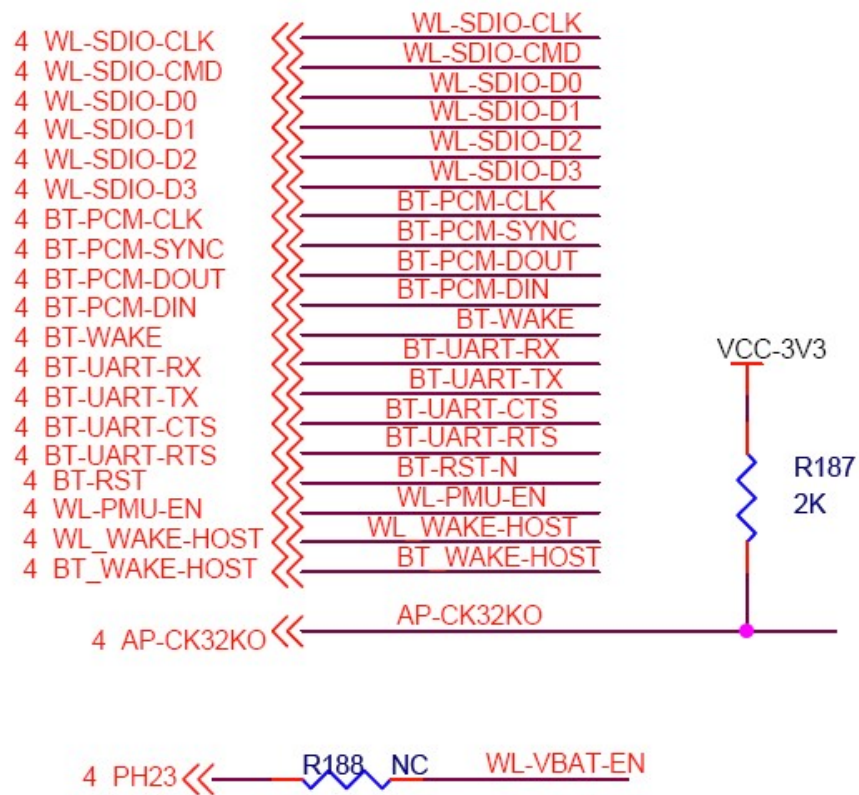 4 WL-SDIO-CLK WL-SDIO-CLK
4 WL-SDIO-CMD WL-SDIO-CMD
4 WL-SDIO-D0 WL-SDIO-D0
4 WL-SDIO-D1 WL-SDIO-D1
4 WL-SDIO-D2 WL-SDIO-D2
4 WL-SDIO-D3 WL-SDIO-D3
4 BT-PCM-CLK BT-PCM-CLK
4 BT-PCM-SYNC BT-PCM-SYNC
4 BT-PCM-DOUT BT-PCM-DOUT
4 BT-PCM-DIN BT-PCM-DIN
4 BT-WAKE BT-WAKE
4 BT-UART-RX BT-UART-RX
4 BT-UART-TX BT-UART-TX
4 BT-UART-CTS BT-UART-CTS
4 BT-UART-RTS BT-UART-RTS
4 BT-RST BT-RST-N
4 WL-PMU-EN WL-PMU-EN
4 WL_WAKE-HOST WL_WAKE-HOST
4 BT_WAKE-HOST BT_WAKE-HOST
VCC-3V3
R187
2K
4 AP-CK32KO AP-CK32KO
4 PH23 R188 NC WL-VBAT-EN